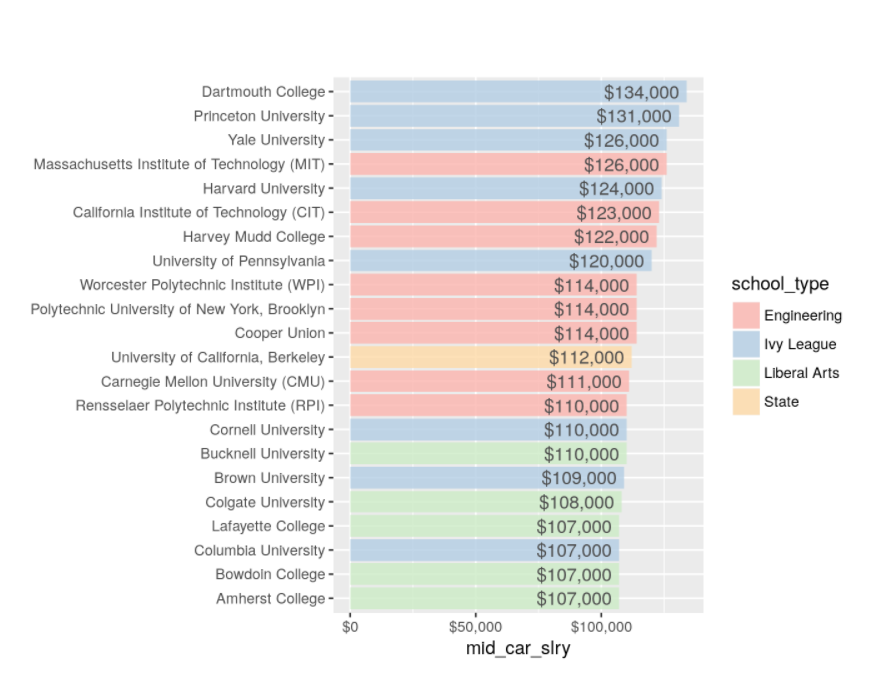 Dartmouth College $134,000
Princeton University $131,000
Yale University $126,000
Massachusetts Institute of Technology (MIT) $126,000
Harvard University $124,000
California Institute of Technology (CIT) $123,000
Harvey Mudd College $122,000
University of Pennsylvania $120,000
Worcester Polytechnic Institute (WPI) $114,000
Polytechnic University of New York, Brooklyn $114,000
Cooper Union $114,000
University of California, Berkeley $112,000
Carnegie Mellon University (CMU) $111,000
Rensselaer Polytechnic Institute (RPI) $110,000
Cornell University $110,000
Bucknell University $110,000
Brown University $109,000
Colgate University $108,000
Lafayette College $107,000
Columbia University $107,000
Bowdoin College $107,000
Amherst College $107,000
$0 $50,000 $100,000
mid_car_slry
school_type
Engineering
Ivy League
Liberal Arts
State